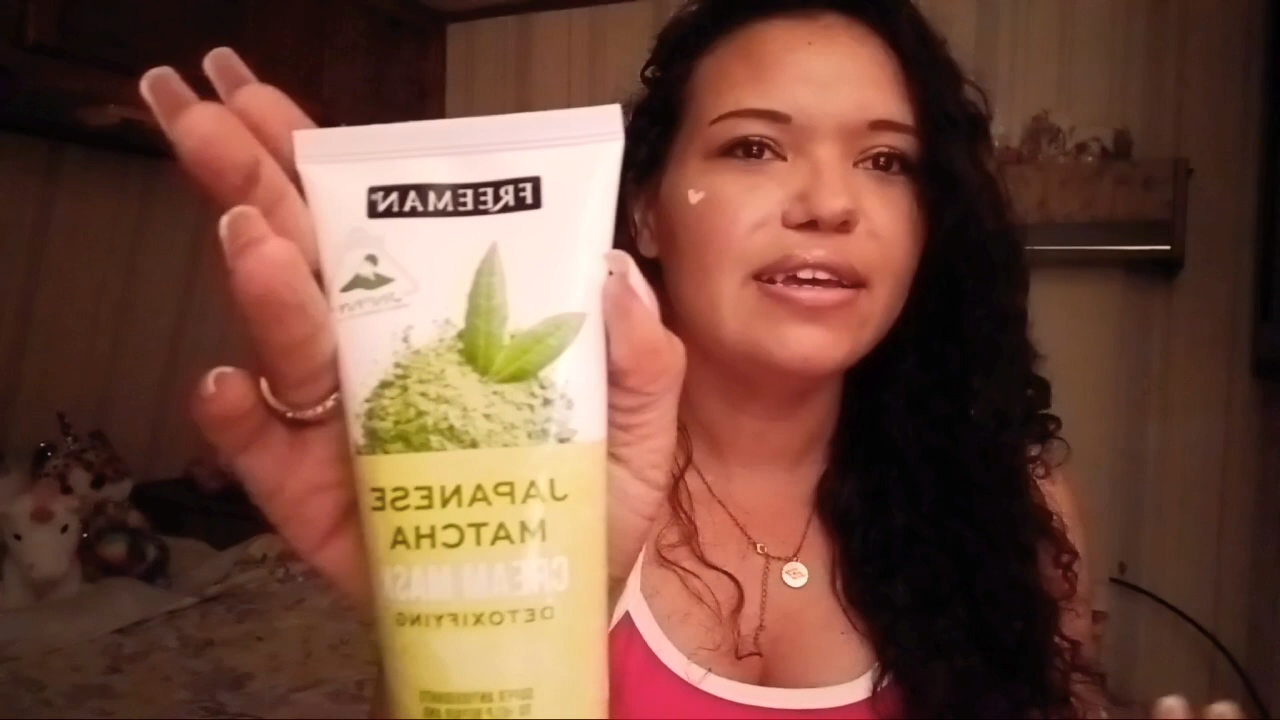 FREEMAN
JAPANESE
MATCHA
CREAM MASK
DETOXIFYING